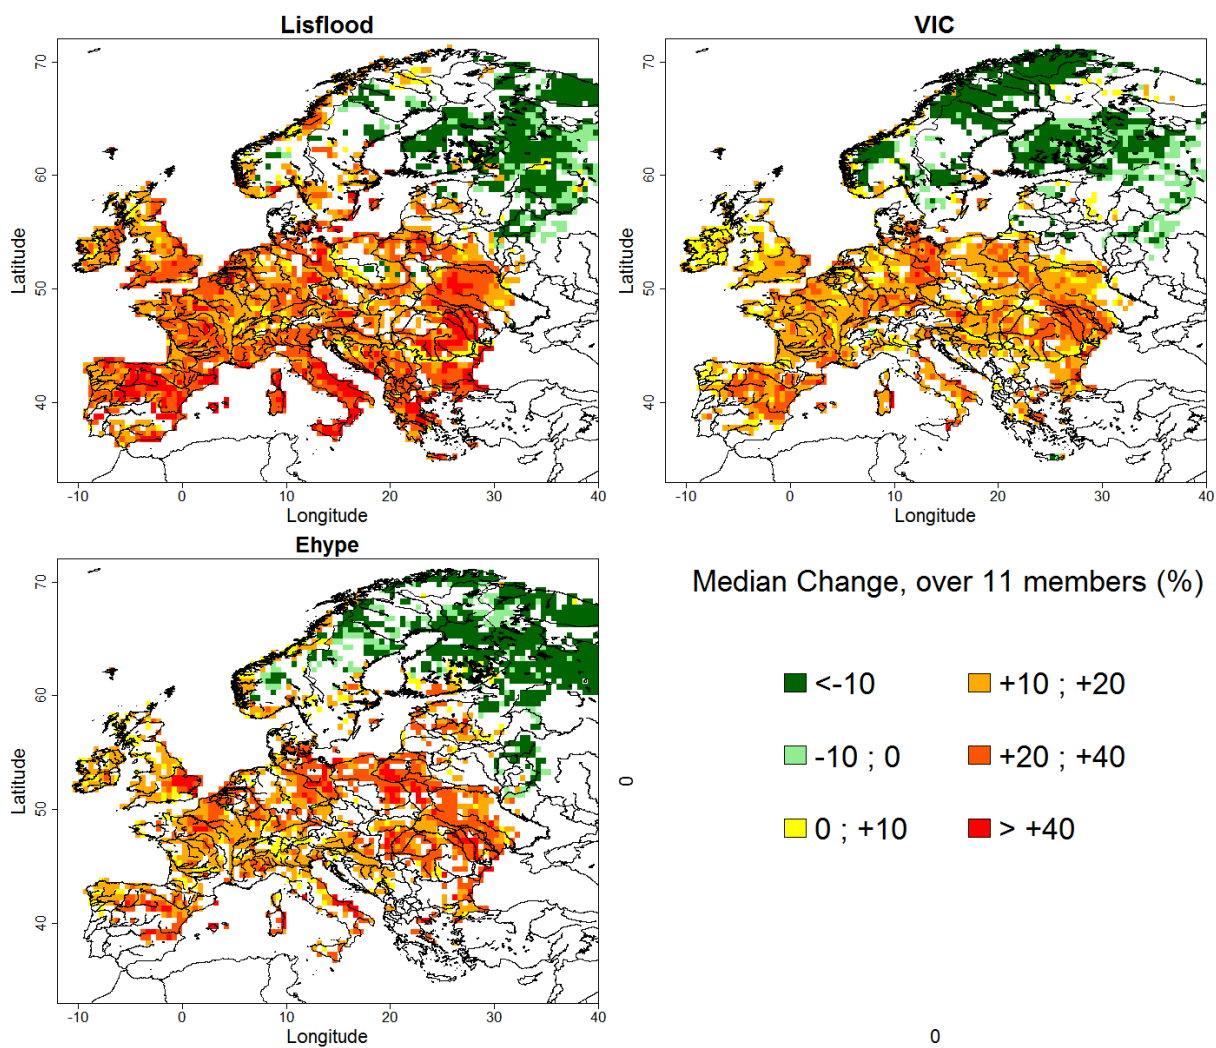 Lisflood
70
60
50
40
Latitude
-10 0 10 20 30 40
Longitude
VIC
70
60
50
40
Latitude
-10 0 10 20 30 40
Longitude
Ehype
70
60
50
40
Latitude
-10 0 10 20 30 40
Longitude
Median Change, over 11 members (%)
<-10 +10 ; +20
-10 ; 0 +20 ; +40
0 ; +10 > +40
0
0